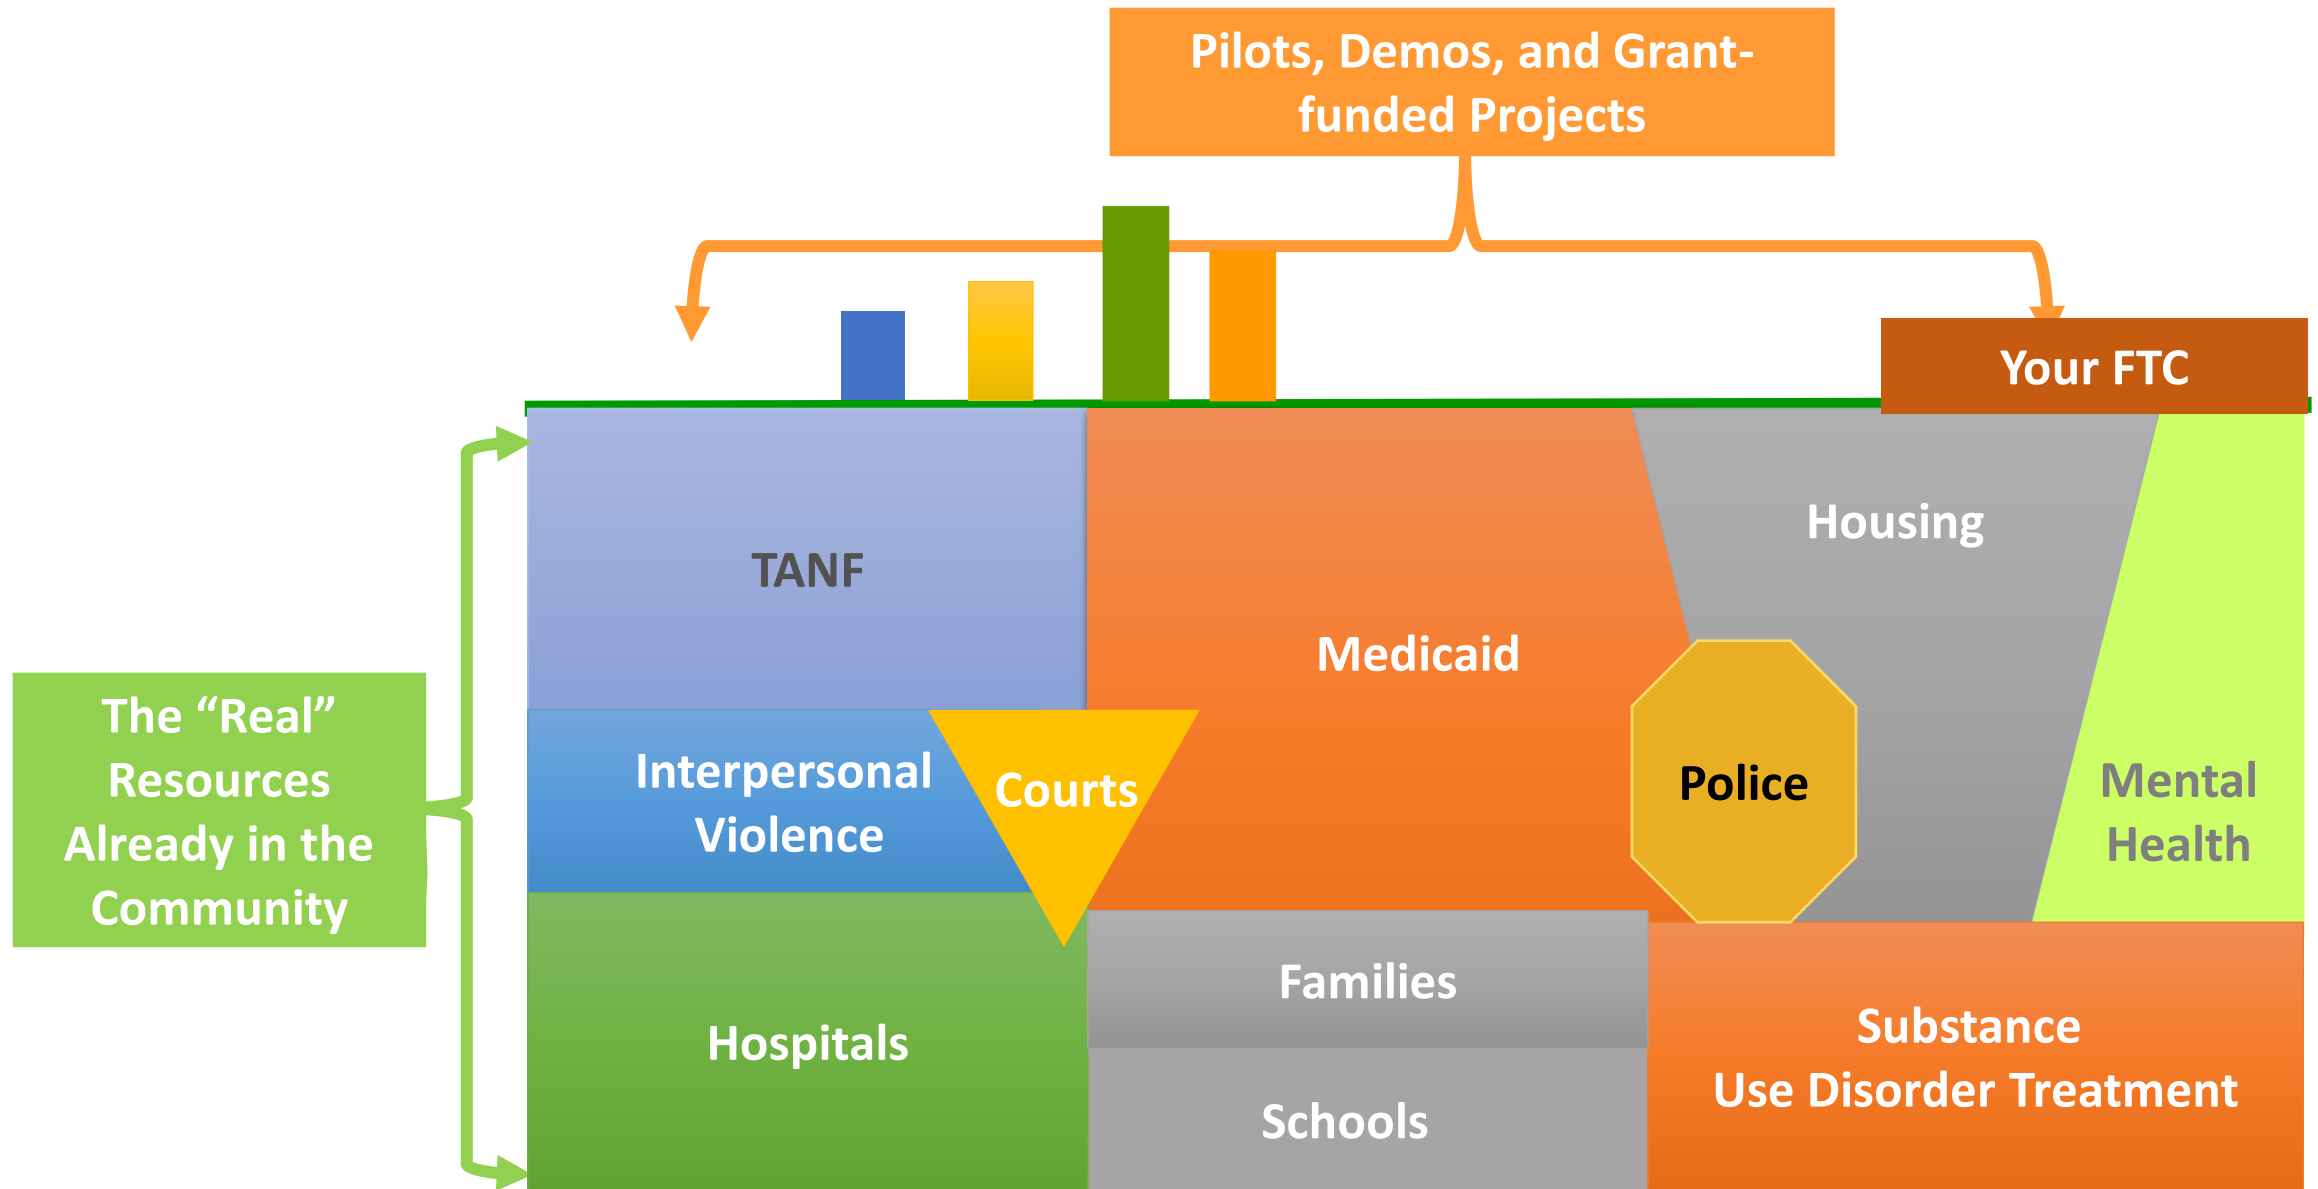 Pilots, Demos, and Grant-
funded Projects
Your FTC
TANF
Medicaid
Housing
The “Real”
Resources
Already in the
Community
Interpersonal
Violence
Courts
Police
Mental
Health
Hospitals
Families
Schools
Substance
Use Disorder Treatment